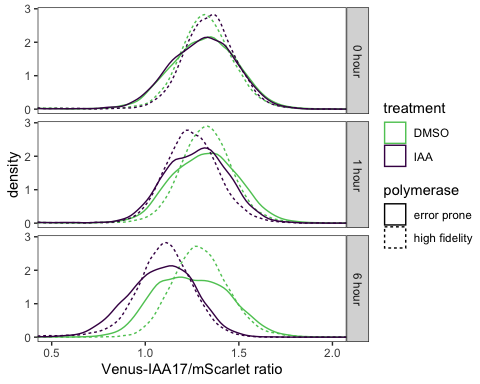 3
2
1
0
0 hour
3
2
1
0
1 hour
3
2
1
0
6 hour
density
0.5 1.0 1.5 2.0
Venus-IAA17/mScarlet ratio
treatment
DMSO
IAA
polymerase
error prone
high fidelity